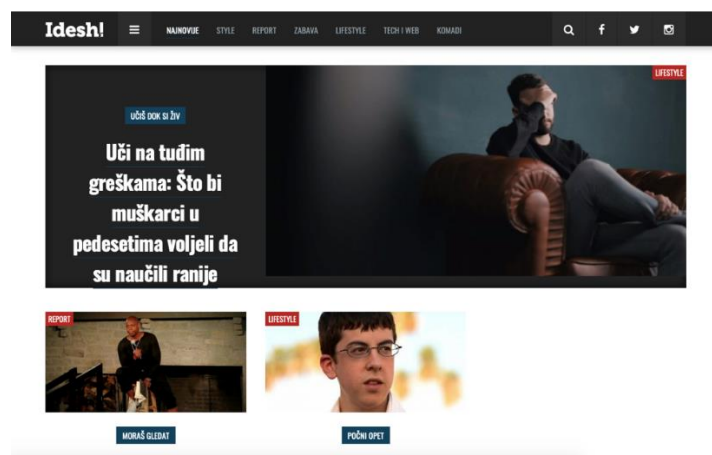 Idesh!
NAJNOVIJE STYLE REPORT ZABAVA LIFESTYLE TECH I WEB KOMADI
LIFESTYLE
UČIŠ DOK SI ŽIV
Uči na tuđim
greškama: Što bi
muškarci u
pedesetima voljeli da
su naučili ranije
REPORT
LIFESTYLE
MORAŠ GLEDAT
POČNI OPET